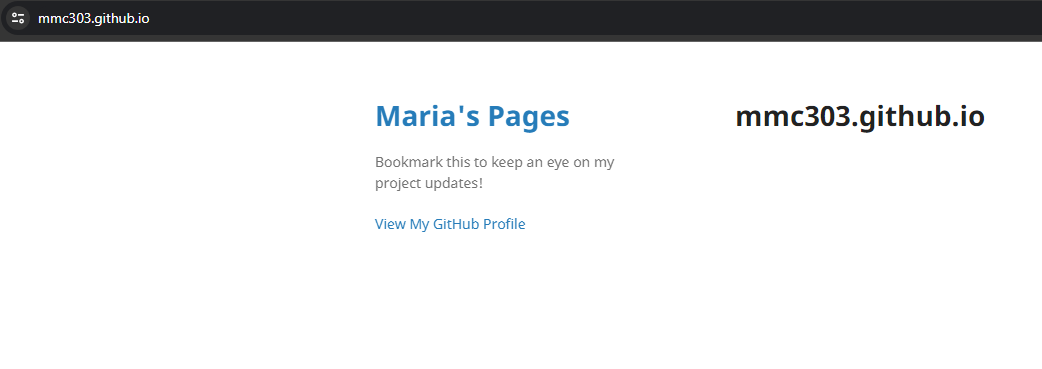 mmc303.github.io
Maria's Pages
Bookmark this to keep an eye on my
project updates!
View My GitHub Profile
mmc303.github.io